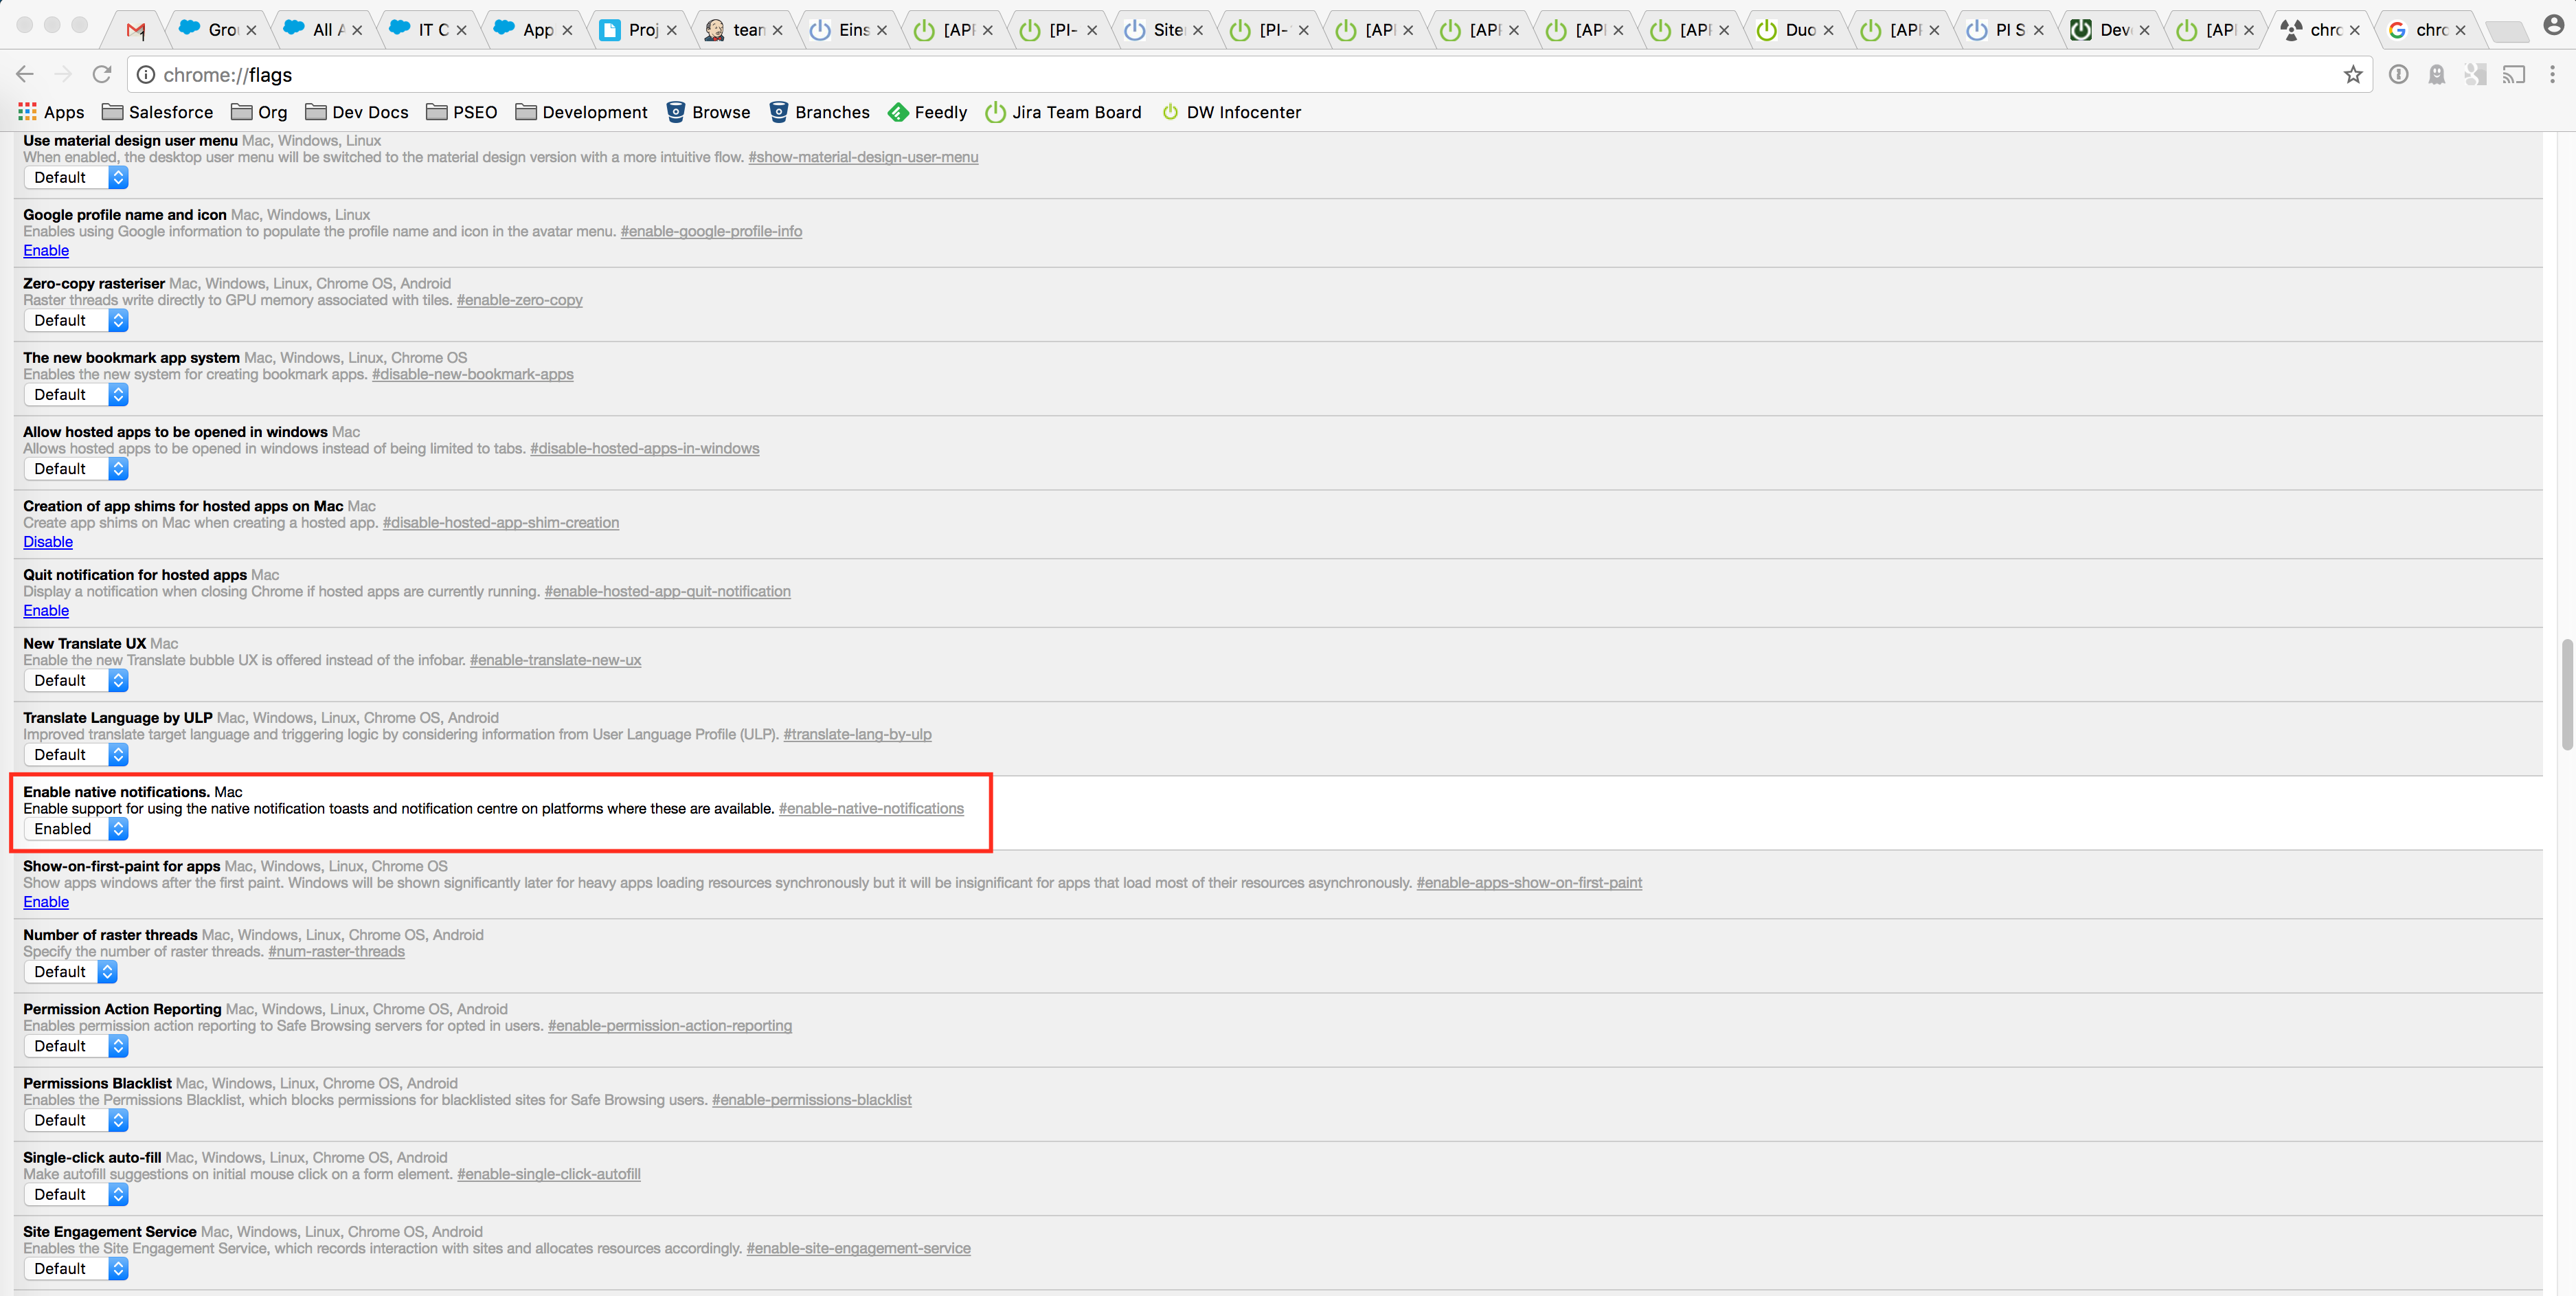 Gro
All A
IT C
App
Proj
tean
Eins
[API
[PI-
Site
[PI-
[API
[API
[API
[API
Duo
[API
PI S
Dev
[API
chro
chro
chrome://flags
Apps Salesforce Org Dev Docs PSEO Development Browse Branches Feedly Jira Team Board DW Infocenter
Use material design user menu Mac, Windows, Linux
When enabled, the desktop user menu will be switched to the material design version with a more intuitive flow. #show-material-design-user-menu
Default
Google profile name and icon Mac, Windows, Linux
Enables using Google information to populate the profile name and icon in the avatar menu. #enable-google-profile-info
Enable
Zero-copy rasteriser Mac, Windows, Linux, Chrome OS, Android
Raster threads write directly to GPU memory associated with tiles. #enable-zero-copy
Default
The new bookmark app system Mac, Windows, Linux, Chrome OS
Enables the new system for creating bookmark apps. #disable-new-bookmark-apps
Default
Allow hosted apps to be opened in windows Mac
Allows hosted apps to be opened in windows instead of being limited to tabs. #disable-hosted-apps-in-windows
Default
Creation of app shims for hosted apps on Mac Mac
Create app shims on Mac when creating a hosted app. #disable-hosted-app-shim-creation
Disable
Quit notification for hosted apps Mac
Display a notification when closing Chrome if hosted apps are currently running. #enable-hosted-app-quit-notification
Enable
New Translate UX Mac
Enable the new Translate bubble UX is offered instead of the infobar. #enable-translate-new-ux
Default
Translate Language by ULP Mac, Windows, Linux, Chrome OS, Android
Improved translate target language and triggering logic by considering information from User Language Profile (ULP). #translate-lang-by-ulp
Default
Enable native notifications. Mac
Enable support for using the native notification toasts and notification centre on platforms where these are available. #enable-native-notifications
Enabled
Show-on-first-paint for apps Mac, Windows, Linux, Chrome OS
Show apps windows after the first paint. Windows will be shown significantly later for heavy apps loading resources synchronously but it will be insignificant for apps that load most of their resources asynchronously. #enable-apps-show-on-first-paint
Enable
Number of raster threads Mac, Windows, Linux, Chrome OS, Android
Specify the number of raster threads. #num-raster-threads
Default
Permission Action Reporting Mac, Windows, Linux, Chrome OS, Android
Enables permission action reporting to Safe Browsing servers for opted in users. #enable-permission-action-reporting
Default
Permissions Blacklist Mac, Windows, Linux, Chrome OS, Android
Enables the Permissions Blacklist, which blocks permissions for blacklisted sites for Safe Browsing users. #enable-permissions-blacklist
Default
Single-click auto-fill Mac, Windows, Linux, Chrome OS, Android
Make autofill suggestions on initial mouse click on a form element. #enable-single-click-autofill
Default
Site Engagement Service Mac, Windows, Linux, Chrome OS, Android
Enables the Site Engagement Service, which records interaction with sites and allocates resources accordingly. #enable-site-engagement-service
Default